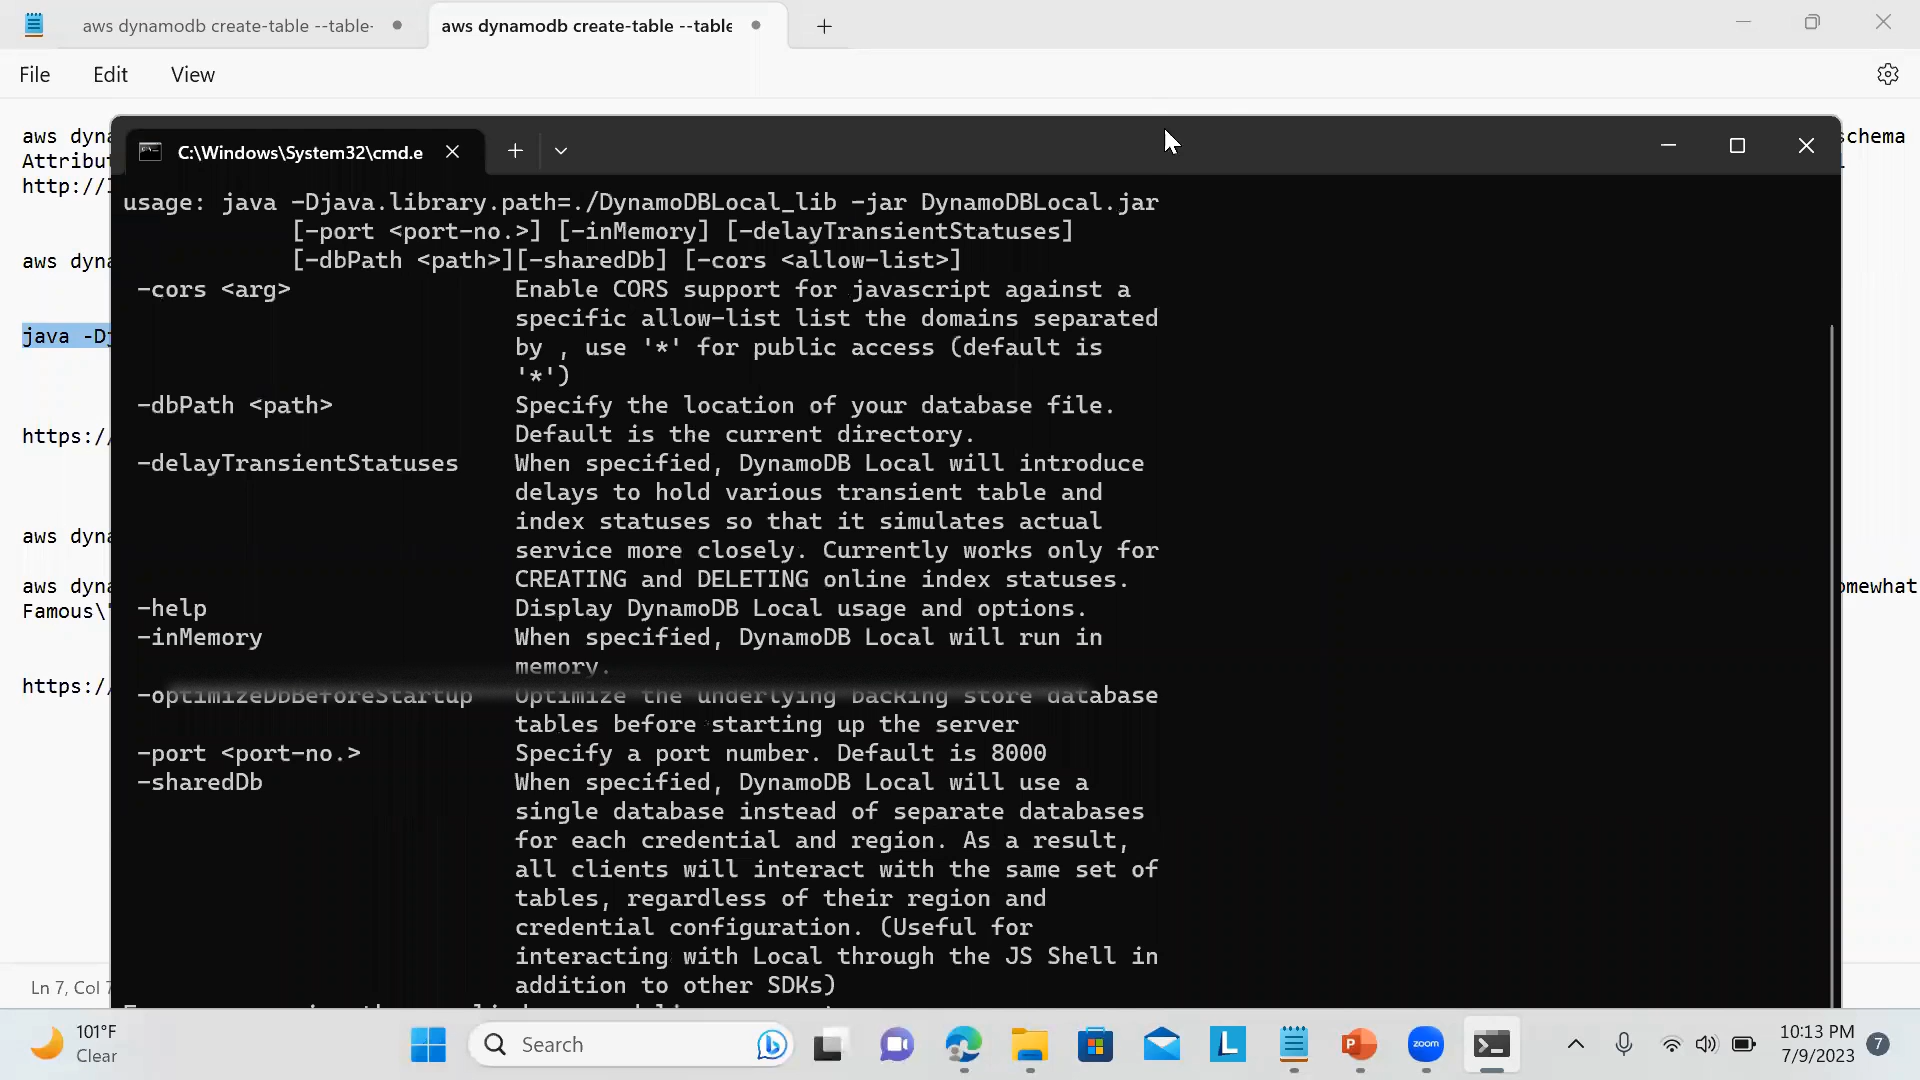 aws dynamodb create-table --table-
aws dynamodb create-table --table
File
Edit
View
aws dyna
schema
Attribut
http://l
aws dyna
java -Dj
https://
aws dyna
aws dyna
omewhat
Famous\"
https://
C:\Windows\System32\cmd.e
usage: java -Djava.library.path=./DynamoDBLocal_lib -jar DynamoDBLocal.jar
[-port <port-no.>] [-inMemory] [-delayTransientStatuses]
[-dbPath <path>][-sharedDb] [-cors <allow-list>]
-cors <arg> Enable CORS support for javascript against a
specific allow-list list the domains separated
by , use '*' for public access (default is
'*')
-dbPath <path> Specify the location of your database file.
Default is the current directory.
-delayTransientStatuses When specified, DynamoDB Local will introduce
delays to hold various transient table and
index statuses so that it simulates actual
service more closely. Currently works only for
CREATING and DELETING online index statuses.
-help Display DynamoDB Local usage and options.
-inMemory When specified, DynamoDB Local will run in
memory.
-optimizeDbBeforeStartup Optimize the underlying backing store database
tables before starting up the server
-port <port-no.> Specify a port number. Default is 8000
-sharedDb When specified, DynamoDB Local will use a
single database instead of separate databases
for each credential and region. As a result,
all clients will interact with the same set of
tables, regardless of their region and
credential configuration. (Useful for
interacting with Local through the JS Shell in
addition to other SDKs)
Ln 7, Col 7
101°F
Clear
Search
zoom
10:13 PM
7/9/2023
7